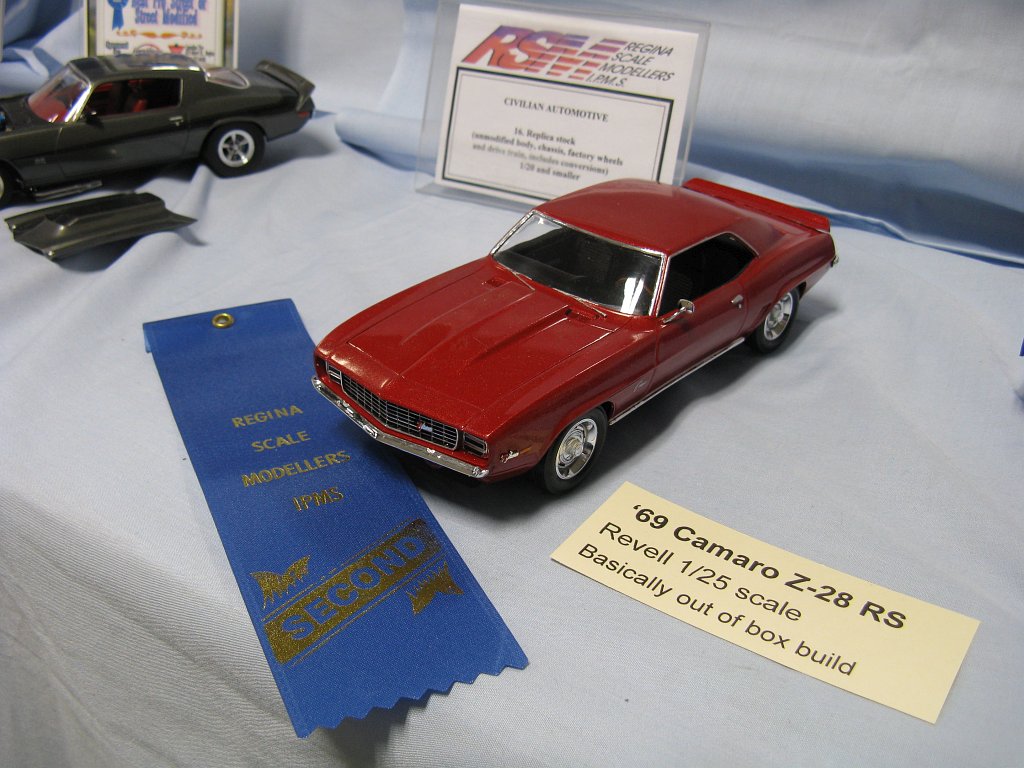 Street Modified
RSM
REGINA
SCALE
MODELLERS
I.P.M.S.
CIVILIAN AUTOMOTIVE
16. Replica stock
(unmodified body, chassis, factory wheels
and drive train, includes conversions)
1/20 and smaller
REGINA
SCALE
MODELLERS
IPMS
SECOND
'69 Camaro Z-28 RS
Revell 1/25 scale
Basically out of box build